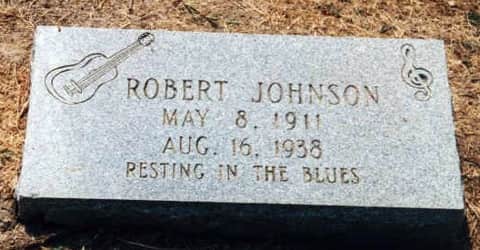 ROBERT JOHNSON
MAY 8, 1911
AUG. 16, 1938
RESTING IN THE BLUES